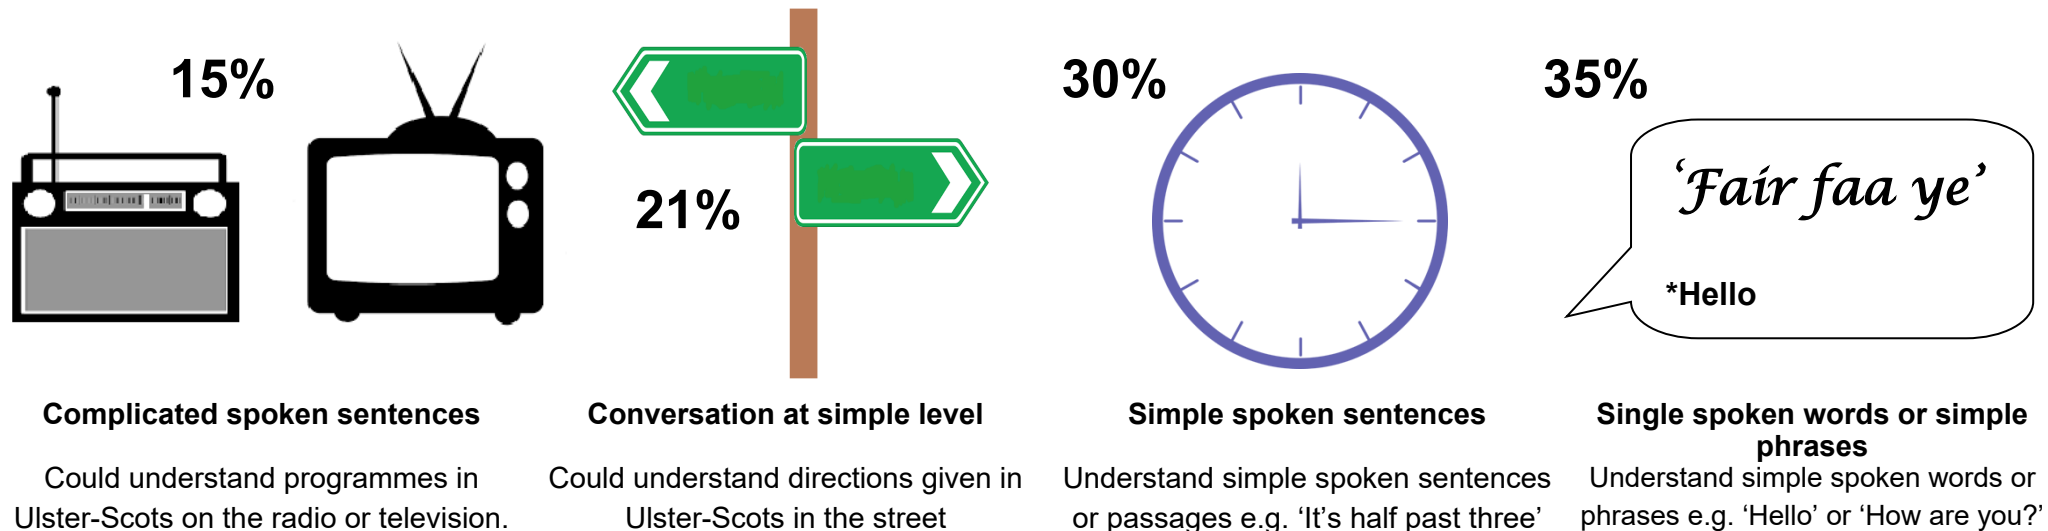 15%
21%
30%
35%
‘Fair faa ye’
*Hello
Complicated spoken sentences
Could understand programmes in
Ulster-Scots on the radio or television.
Conversation at simple level
Could understand directions given in
Ulster-Scots in the street
Simple spoken sentences
Understand simple spoken sentences
or passages e.g. ‘It’s half past three’
Single spoken words or simple
phrases
Understand simple spoken words or
phrases e.g. ‘Hello’ or ‘How are you?’